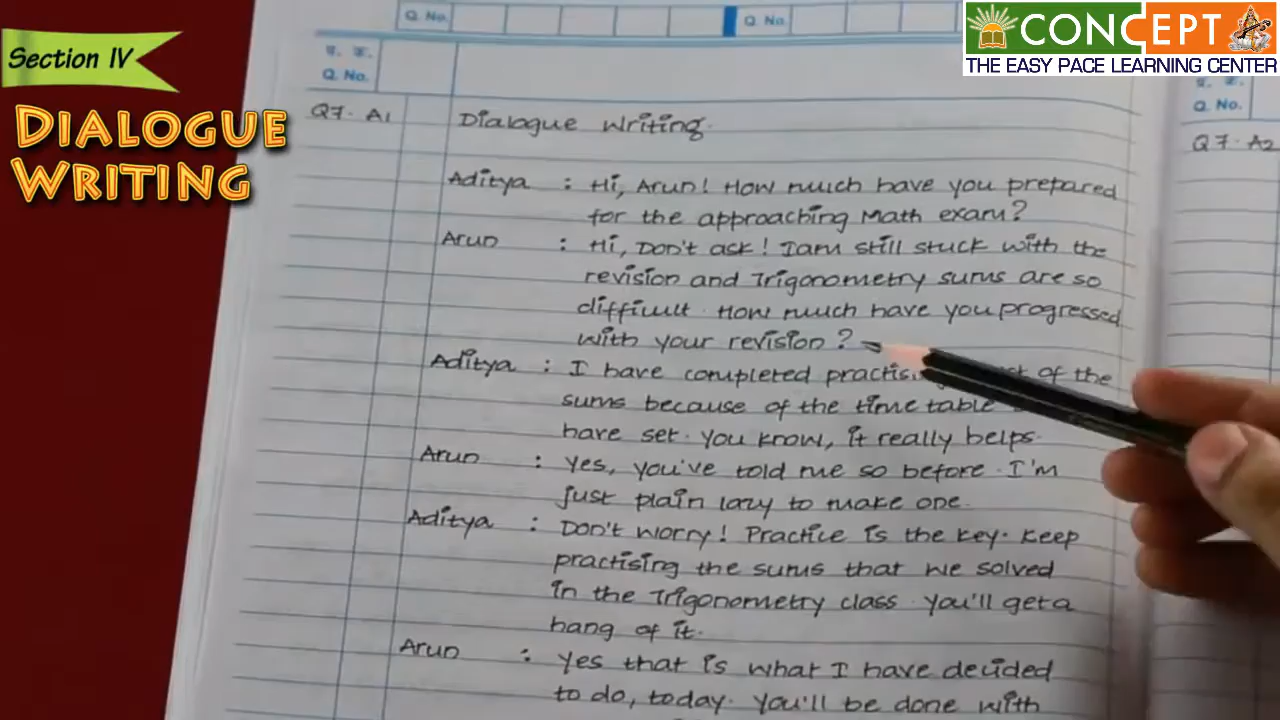 Section IV
DIALOGUE
WRITING
CONCEPT
THE EASY PACE LEARNING CENTER
Q. No.
Q. No.
प्र. क्र.
Q. No.
Q. No.
Q7. A1
Q7. A2
Dialogue Writing.
Aditya : Hi, Arun! How much have you prepared
for the approaching Math exam?
Arun : Hi, Don't ask! Iam still stuck with the
revision and Trigonometry sums are so
difficult. How much have you progressed
with your revision?
Aditya : I have completed of the
sums because of the time table
have set. You know, it really helps.
Arun : Yes, you've told me so before. I'm
just plain lazy to make one.
Aditya : Don't worry! Practice is the key. Keep
practising the sums that we solved
in the Trigonometry class. You'll get a
hang of it.
Arun : Yes that is what I have decided
to do, today. You'll be done with